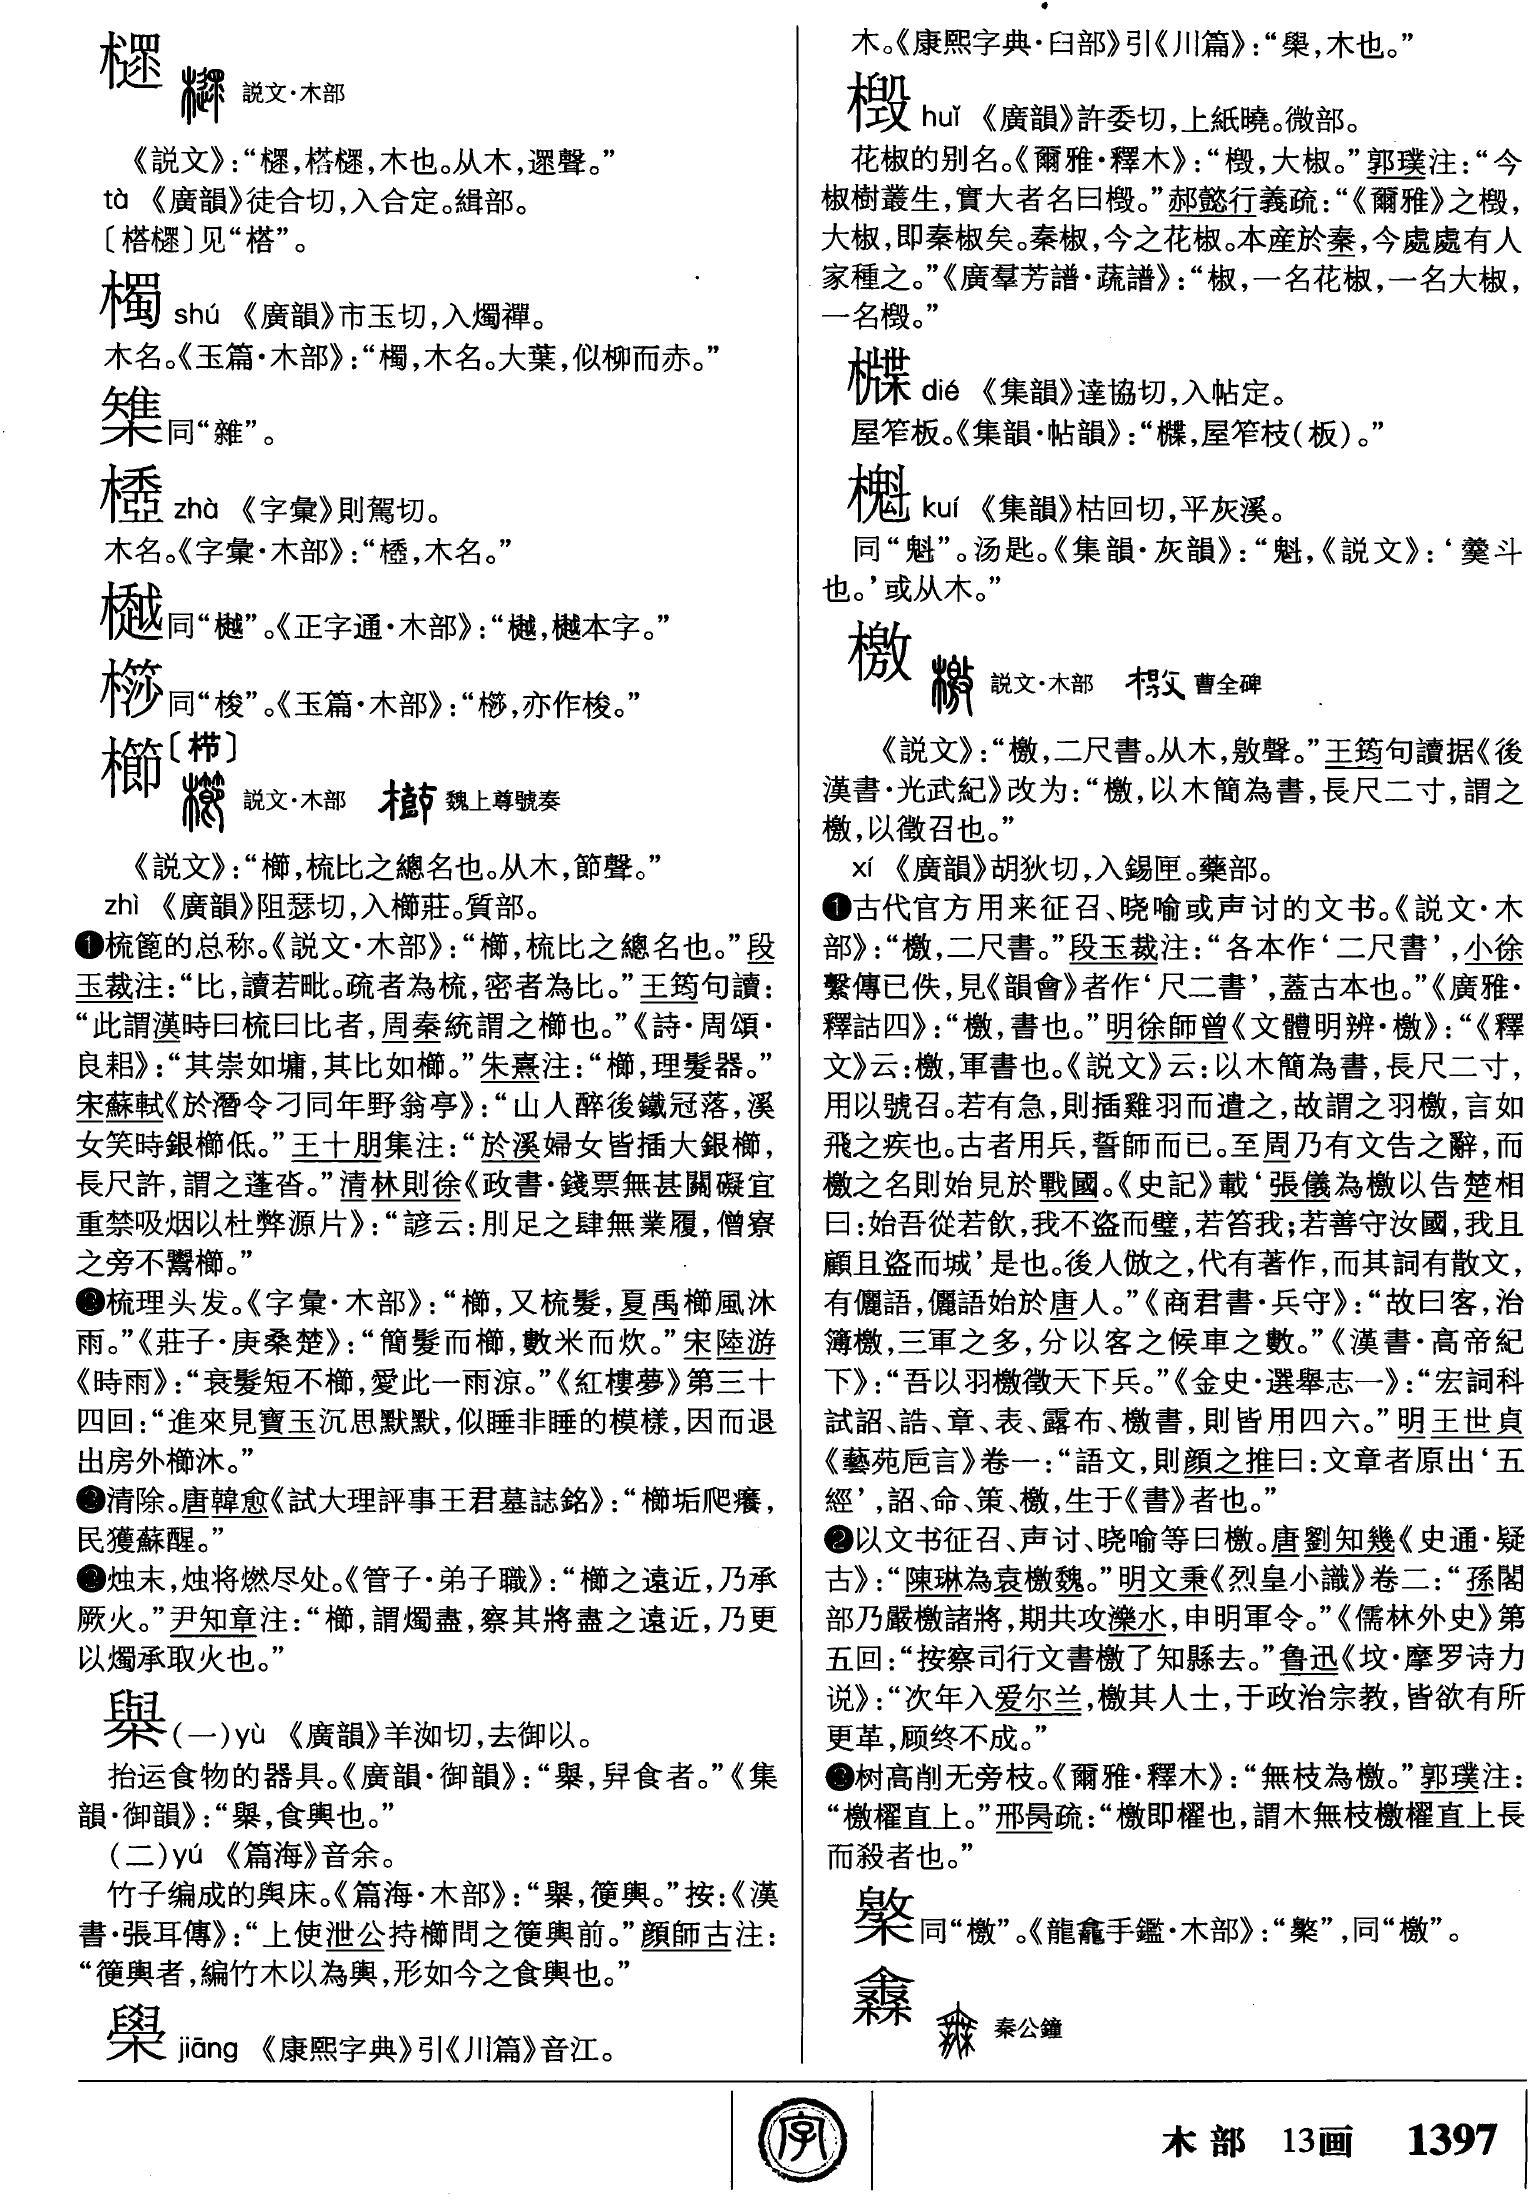 樏
説文·木部
《説文》：“㯓，榙㯓，木也。从木，遝聲。”
tà 《廣韻》徒合切，入合定。緝部。
〔榙㯓〕见“榙”。
欘 shú 《廣韻》市玉切，入燭禪。
木名。《玉篇·木部》：“㯮，木名。大葉，似柳而赤。”
同“雜”。
zhà 《字彙》則駕切。
木名。《字彙·木部》：“，木名。”
同“樾”。《正字通·木部》：“樾，樾本字。”
同“梭”。《玉篇·木部》：“，亦作梭。”
櫛〔栉〕
説文·木部 魏上尊號奏
《説文》：“櫛，梳比之總名也。从木，節聲。”
zhì 《廣韻》阻瑟切，入櫛莊。質部。
❶梳篦的总称。《説文·木部》：“櫛，梳比之總名也。”段
玉裁注：“比，讀若毗。疏者為梳，密者為比。”王筠句讀：
“此謂漢時曰梳曰比者，周秦統謂之櫛也。”《詩·周頌·
良耜》：“其崇如墉，其比如櫛。”朱熹注：“櫛，理髮器。”
宋蘇軾《於潛令刁同年野翁亭》：“山人醉後鐵冠落，溪
女笑時銀櫛低。”王十朋集注：“於溪婦女皆插大銀櫛，
長尺許，謂之蓬沓。”清林則徐《政書·錢票無甚關礙宜
重禁吸烟以杜弊源片》：“諺云：刖足之肆無業履，僧寮
之旁不鬻櫛。”
❷梳理头发。《字彙·木部》：“櫛，又梳髮，夏禹櫛風沐
雨。”《莊子·庚桑楚》：“簡髮而櫛，數米而炊。”宋陸游
《時雨》：“衰髮短不櫛，愛此一雨涼。”《紅樓夢》第三十
四回：“進來見寶玉沉思默默，似睡非睡的模樣，因而退
出房外櫛沐。”
❸清除。唐韓愈《試大理評事王君墓誌銘》：“櫛垢爬癢，
民獲蘇醒。”
烛末，烛将燃尽处。《管子·弟子職》：“櫛之遠近，乃承
厥火。”尹知章注：“櫛，謂燭盡，察其將盡之遠近，乃更
以燭承取火也。”
㯯 (一)yù 《廣韻》羊洳切，去御以。
抬运食物的器具。《廣韻·御韻》：“㯯，舁食者。”《集
韻·御韻》：“㯯，食輿也。”
(二)yú 《篇海》音余。
竹子编成的舆床。《篇海·木部》：“㯯，箯輿。”按：《漢
書·張耳傳》：“上使泄公持櫛問之箯輿前。”顏師古注：
“箯輿者，編竹木以為輿，形如今之食輿也。”
jiāng 《康熙字典》引《川篇》音江。
木。《康熙字典·臼部》引《川篇》：“，木也。”
檓 huǐ 《廣韻》許委切，上紙曉。微部。
花椒的别名。《爾雅·釋木》：“檓，大椒。”郭璞注：“今
椒樹叢生，實大者名曰檓。”郝懿行義疏：“《爾雅》之檓，
大椒，即秦椒矣。秦椒，今之花椒。本産於秦，今處處有人
家種之。”《廣羣芳譜·蔬譜》：“椒，一名花椒，一名大椒，
一名檓。”
dié 《集韻》達協切，入帖定。
屋笮板。《集韻·帖韻》：“，屋笮枝(板)。”
櫆 kuí 《集韻》枯回切，平灰溪。
同“魁”。汤匙。《集韻·灰韻》：“魁，《説文》：‘羹斗
也。’或从木。”
檄
説文·木部 曹全碑
《説文》：“檄，二尺書。从木，敫聲。”王筠句讀据《後
漢書·光武紀》改为：“檄，以木簡為書，長尺二寸，謂之
檄，以徵召也。”
xí 《廣韻》胡狄切，入錫匣。藥部。
❶古代官方用来征召、晓喻或声讨的文书。《説文·木
部》：“檄，二尺書。”段玉裁注：“各本作‘二尺書’，小徐
繫傳已佚，見《韻會》者作‘尺二書’，蓋古本也。”《廣雅·
釋詁四》：“檄，書也。”明徐師曾《文體明辨·檄》：“《釋
文》云：檄，軍書也。《説文》云：以木簡為書，長尺二寸，
用以號召。若有急，則插雞羽而遣之，故謂之羽檄，言如
飛之疾也。古者用兵，誓師而已。至周乃有文告之辭，而
檄之名則始見於戰國。《史記》載‘張儀為檄以告楚相
曰：始吾從若飲，我不盗而璧，若笞我；若善守汝國，我且
顧且盗而城’是也。後人倣之，代有著作，而其詞有散文，
有儷語，儷語始於唐人。”《商君書·兵守》：“故曰客，治
簿檄，三軍之多，分以客之候車之數。”《漢書·高帝紀
下》：“吾以羽檄徵天下兵。”《金史·選舉志一》：“宏詞科
試詔、誥、章、表、露布、檄書，則皆用四六。”明王世貞
《藝苑巵言》卷一：“語文，則顔之推曰：文章者原出‘五
經’，詔、命、策、檄，生于《書》者也。”
❷以文书征召、声讨、晓喻等曰檄。唐劉知幾《史通·疑
古》：“陳琳為袁檄魏。”明文秉《烈皇小識》卷二：“孫閣
部乃嚴檄諸將，期共攻灤水，申明軍令。”《儒林外史》第
五回：“按察司行文書檄了知縣去。”鲁迅《坟·摩罗诗力
说》：“次年入爱尔兰，檄其人士，于政治宗教，皆欲有所
更革，顾终不成。”
❸树高削无旁枝。《爾雅·釋木》：“無枝為檄。”郭璞注：
“檄櫂直上。”邢昺疏：“檄即櫂也，謂木無枝檄櫂直上長
而殺者也。”
同“檄”。《龍龕手鑑·木部》：“”，同“檄”。
秦公鐘
字
木部 13画 1397